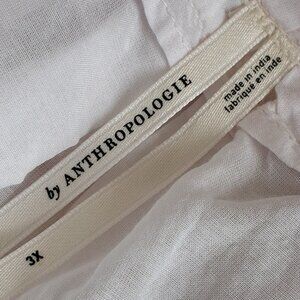 by ANTHROPOLOGIE
made in india
fabriqué en inde
3X